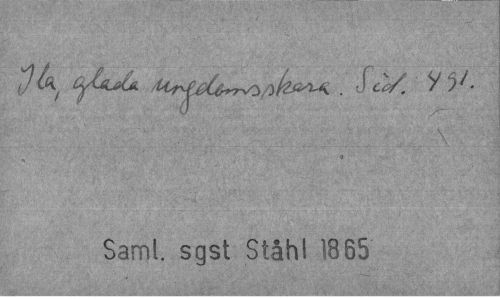 Ila, glada ungdomsskara. Sid. 491.
Saml. sgst Ståhl 1865